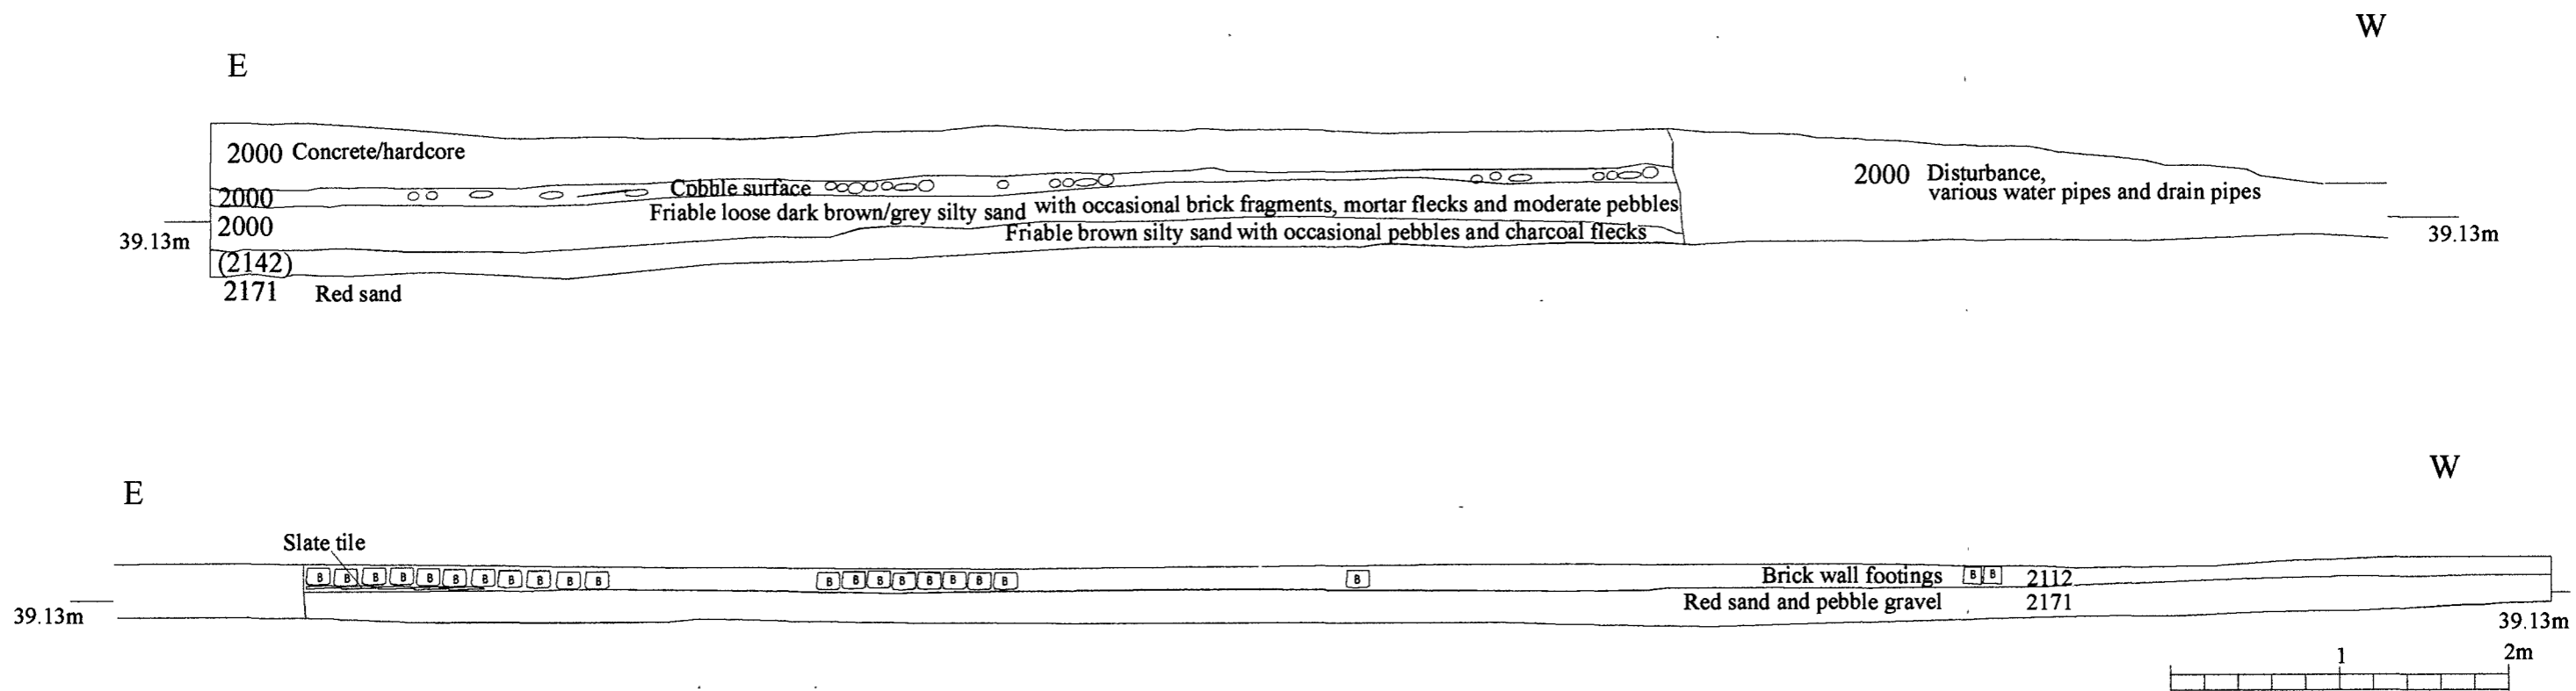 E
W
2000 Concrete/hardcore
2000 Cobble surface
2000 Disturbance,
various water pipes and drain pipes
Friable loose dark brown/grey silty sand with occasional brick fragments, mortar flecks and moderate pebbles
2000
39.13m
Friable brown silty sand with occasional pebbles and charcoal flecks
39.13m
(2142)
2171 Red sand
E
W
Slate tile
B B B B B B B B B B B B B B B B B B B B
Brick wall footings B B 2112
Red sand and pebble gravel 2171
39.13m
39.13m
1 2m